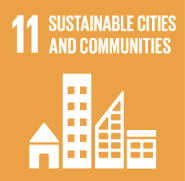 11 SUSTAINABLE CITIES
AND COMMUNITIES